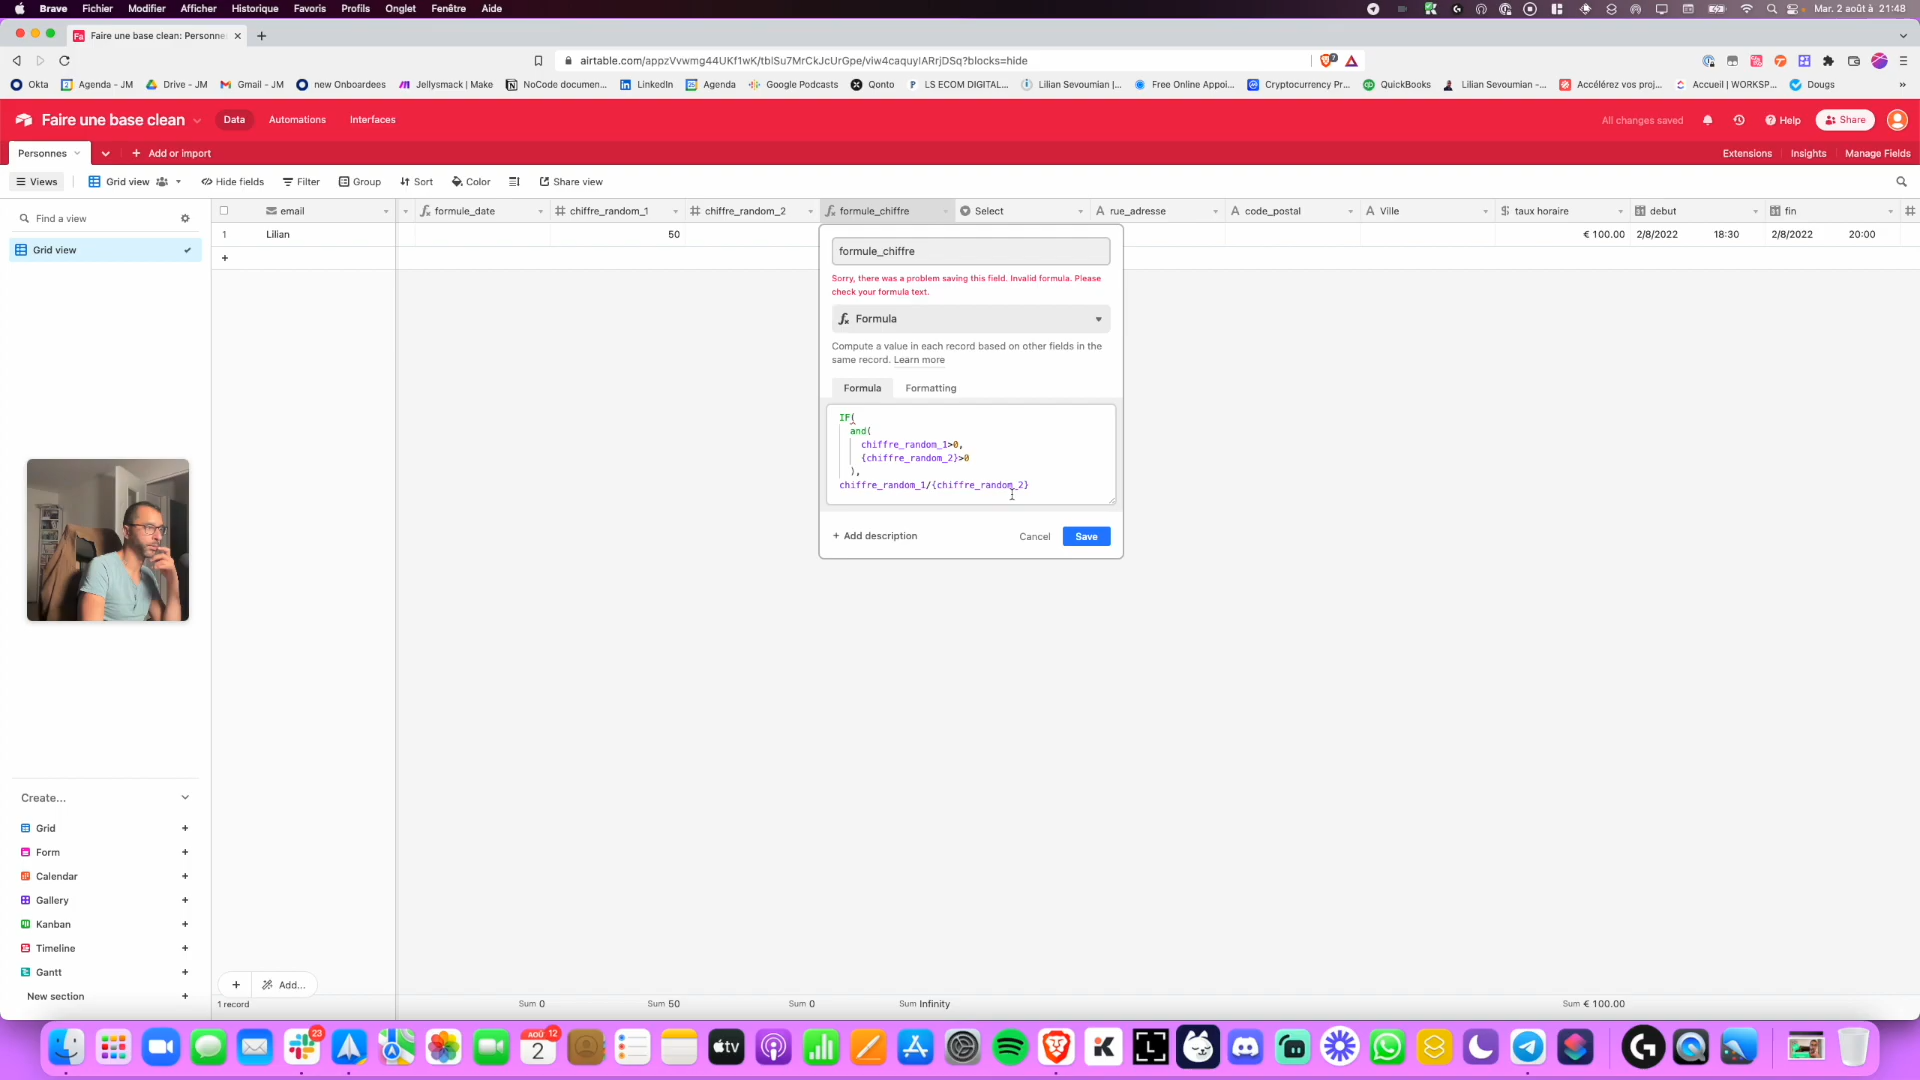 Brave Fichier Modifier Afficher Historique Favoris Profils Onglet Fenêtre Aide
Mar. 2 août à 21:48
Faire une base clean: Personne
airtable.com/appzVvwmg44UKf1wK/tblSu7MrCkJcUrGpe/viw4caquyIARrjDSq?blocks=hide
Okta Agenda - JM Drive - JM Gmail - JM new Onboardees Jellysmack | Make NoCode documen... LinkedIn Agenda Google Podcasts Qonto LS ECOM DIGITAL... Lilian Sevoumian |... Free Online Appoi... Cryptocurrency Pr... QuickBooks Lilian Sevoumian -... Accélérez vos proj... Accueil | WORKSP... Dougs
Faire une base clean Data Automations Interfaces All changes saved Help Share
Personnes + Add or import Extensions Insights Manage Fields
Views Grid view Hide fields Filter Group Sort Color Share view
Find a view
email formule_date chiffre_random_1 chiffre_random_2 formule_chiffre Select rue_adresse code_postal Ville taux horaire debut fin
1 Lilian 50 € 100.00 2/8/2022 18:30 2/8/2022 20:00
Grid view
+
formule_chiffre
Sorry, there was a problem saving this field. Invalid formula. Please
check your formula text.
Formula
Compute a value in each record based on other fields in the
same record. Learn more
Formula Formatting
IF(
and(
chiffre_random_1>0,
{chiffre_random_2}>0
),
chiffre_random_1/{chiffre_random_2}
+ Add description Cancel Save
Create...
Grid +
Form +
Calendar +
Gallery +
Kanban +
Timeline +
Gantt +
New section +
+ Add...
1 record Sum 0 Sum 50 Sum 0 Sum Infinity Sum € 100.00
23
AOÛ 12
2
tv